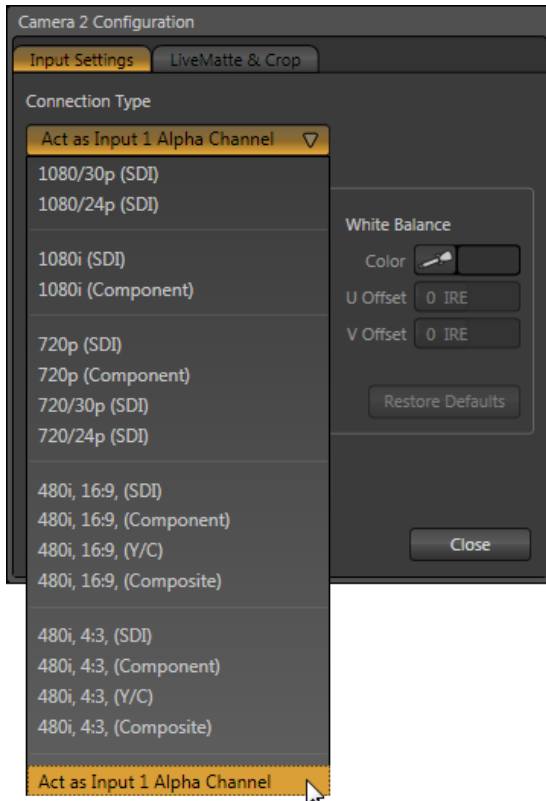 Camera 2 Configuration
Input Settings LiveMatte & Crop
Connection Type
Act as Input 1 Alpha Channel
1080/30p (SDI)
1080/24p (SDI)
1080i (SDI)
1080i (Component)
720p (SDI)
720p (Component)
720/30p (SDI)
720/24p (SDI)
480i, 16:9, (SDI)
480i, 16:9, (Component)
480i, 16:9, (Y/C)
480i, 16:9, (Composite)
480i, 4:3, (SDI)
480i, 4:3, (Component)
480i, 4:3, (Y/C)
480i, 4:3, (Composite)
Act as Input 1 Alpha Channel
White Balance
Color
U Offset 0 IRE
V Offset 0 IRE
Restore Defaults
Close